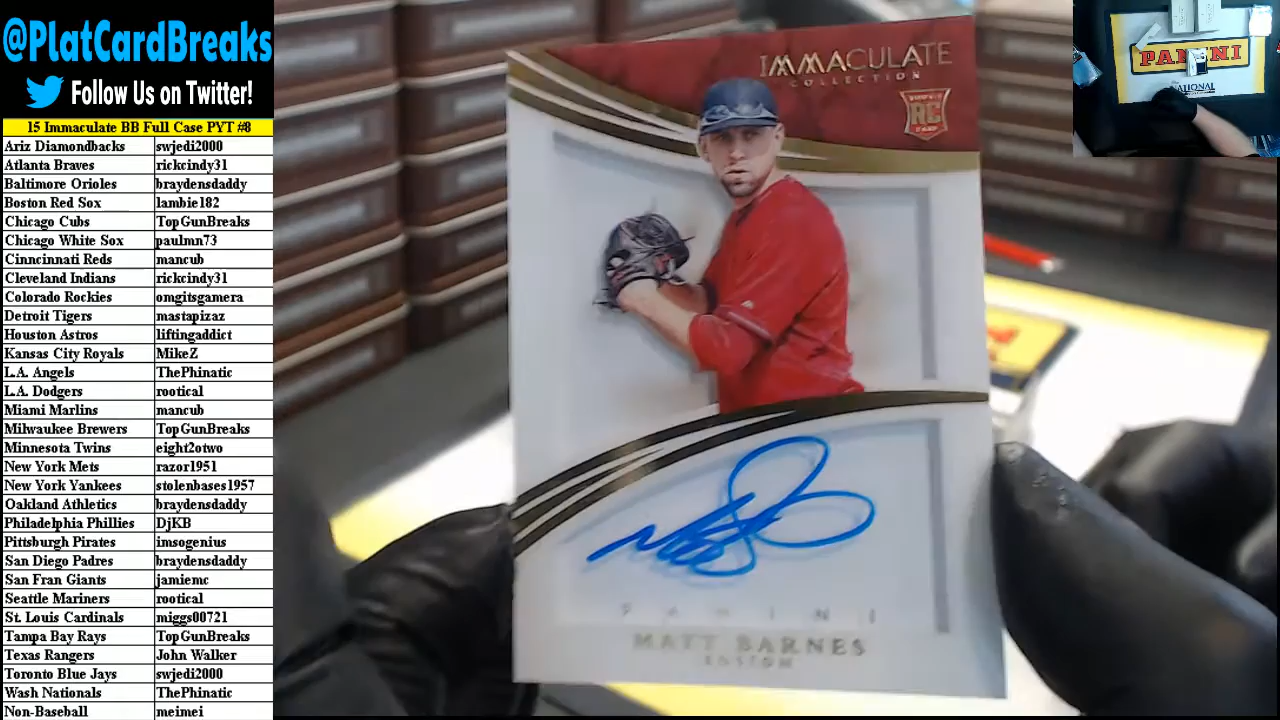 @PlatCardBreaks
Follow Us on Twitter!
15 Immaculate BB Full Case PYT #8
Ariz Diamondbacks swjedi2000
Atlanta Braves rickcindy31
Baltimore Orioles braydensdaddy
Boston Red Sox lambie182
Chicago Cubs TopGunBreaks
Chicago White Sox paulmn73
Cinncinnati Reds mancub
Cleveland Indians rickcindy31
Colorado Rockies omgitsgamera
Detroit Tigers mastapizaz
Houston Astros liftingaddict
Kansas City Royals MikeZ
L.A. Angels ThePhinatic
L.A. Dodgers rootical
Miami Marlins mancub
Milwaukee Brewers TopGunBreaks
Minnesota Twins eight2otwo
New York Mets razor1951
New York Yankees stolenbases1957
Oakland Athletics braydensdaddy
Philadelphia Phillies DjKB
Pittsburgh Pirates imsogenius
San Diego Padres braydensdaddy
San Fran Giants jamiemc
Seattle Mariners rootical
St. Louis Cardinals miggs00721
Tampa Bay Rays TopGunBreaks
Texas Rangers John Walker
Toronto Blue Jays swjedi2000
Wash Nationals ThePhinatic
Non-Baseball meimei
IMMACULATE
COLLECTION
RC
PANINI
MATT BARNES
BOSTON
PANINI
NATIONAL